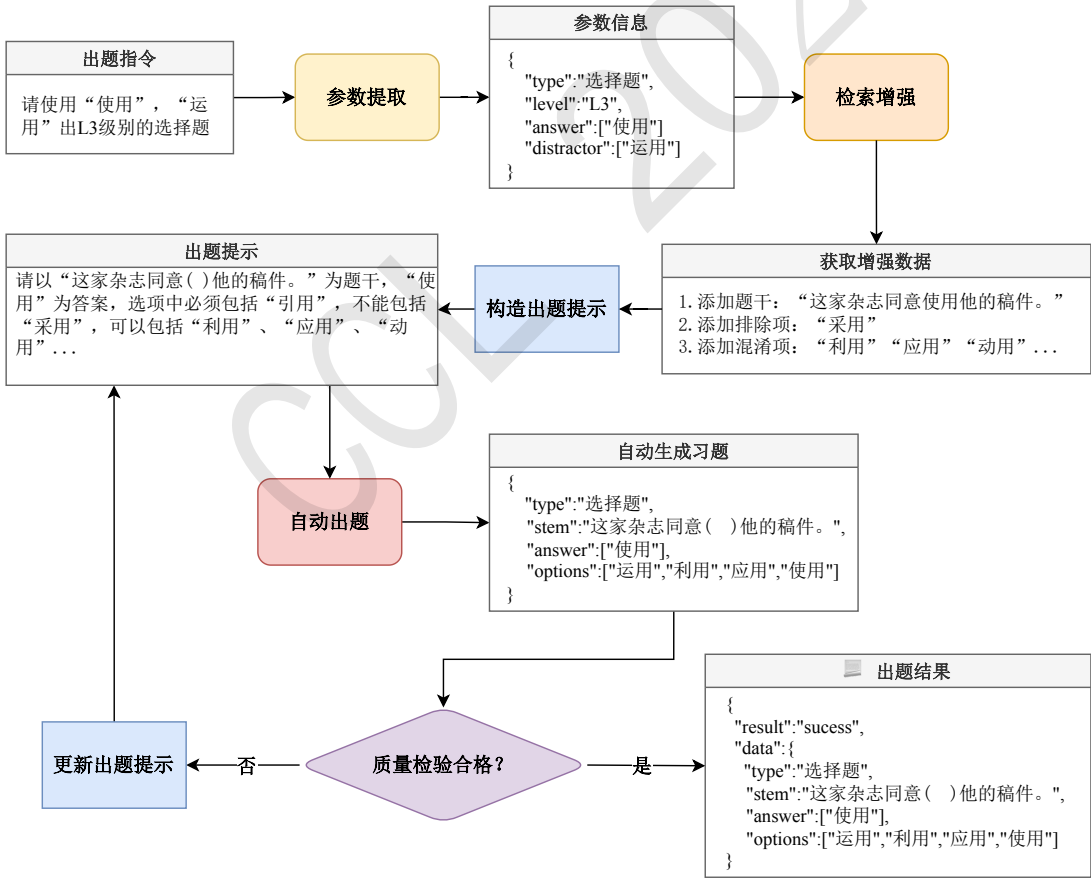 出题指令
请使用“使用”，“运
用”出L3级别的选择题
参数提取
参数信息
{
"type":"选择题",
"level":"L3",
"answer":["使用"]
"distractor":["运用"]
}
检索增强
获取增强数据
1.添加题干：“这家杂志同意使用他的稿件。”
2.添加排除项：“采用”
3.添加混淆项：“利用”“应用”“动用”...
构造出题提示
出题提示
请以“这家杂志同意( )他的稿件。”为题干，“使
用”为答案，选项中必须包括“引用”，不能包括
“采用”，可以包括“利用”、“应用”、“动
用”...
自动出题
自动生成习题
{
"type":"选择题",
"stem":"这家杂志同意( )他的稿件。",
"answer":["使用"],
"options":["运用","利用","应用","使用"]
}
质量检验合格？
否
更新出题提示
是
出题结果
{
"result":"sucess",
"data":{
"type":"选择题",
"stem":"这家杂志同意( )他的稿件。",
"answer":["使用"],
"options":["运用","利用","应用","使用"]
}
CCL 202